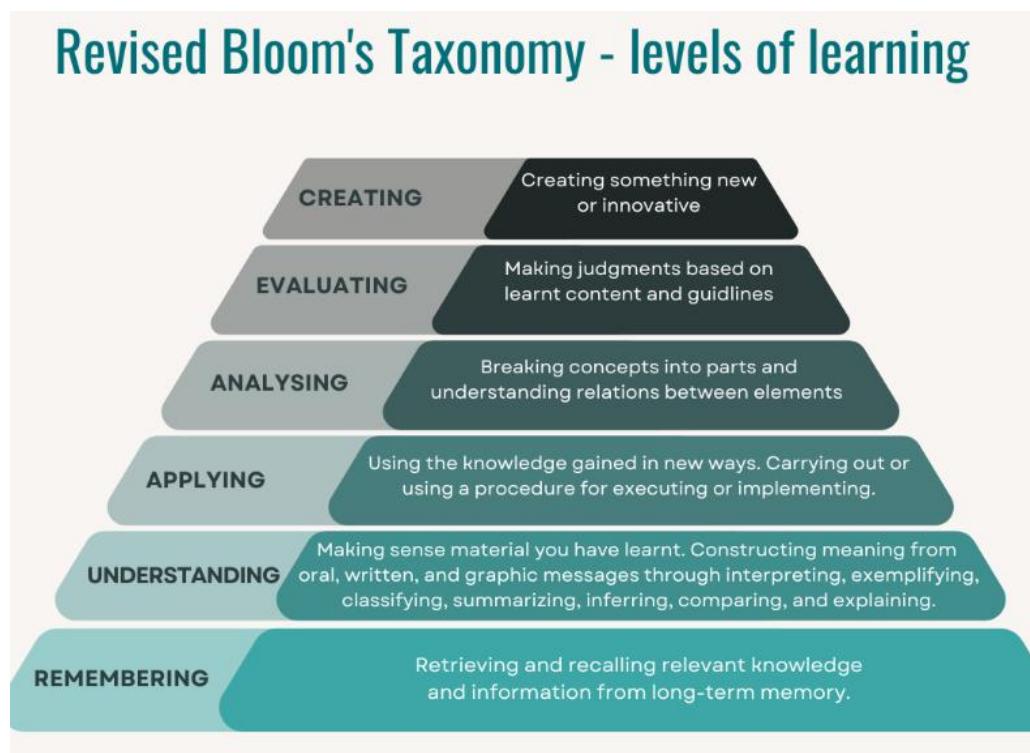 Revised Bloom's Taxonomy - levels of learning
CREATING
Creating something new
or innovative
EVALUATING
Making judgments based on
learnt content and guidlines
ANALYSING
Breaking concepts into parts and
understanding relations between elements
APPLYING
Using the knowledge gained in new ways. Carrying out or
using a procedure for executing or implementing.
UNDERSTANDING
Making sense material you have learnt. Constructing meaning from
oral, written, and graphic messages through interpreting, exemplifying,
classifying, summarizing, inferring, comparing, and explaining.
REMEMBERING
Retrieving and recalling relevant knowledge
and information from long-term memory.